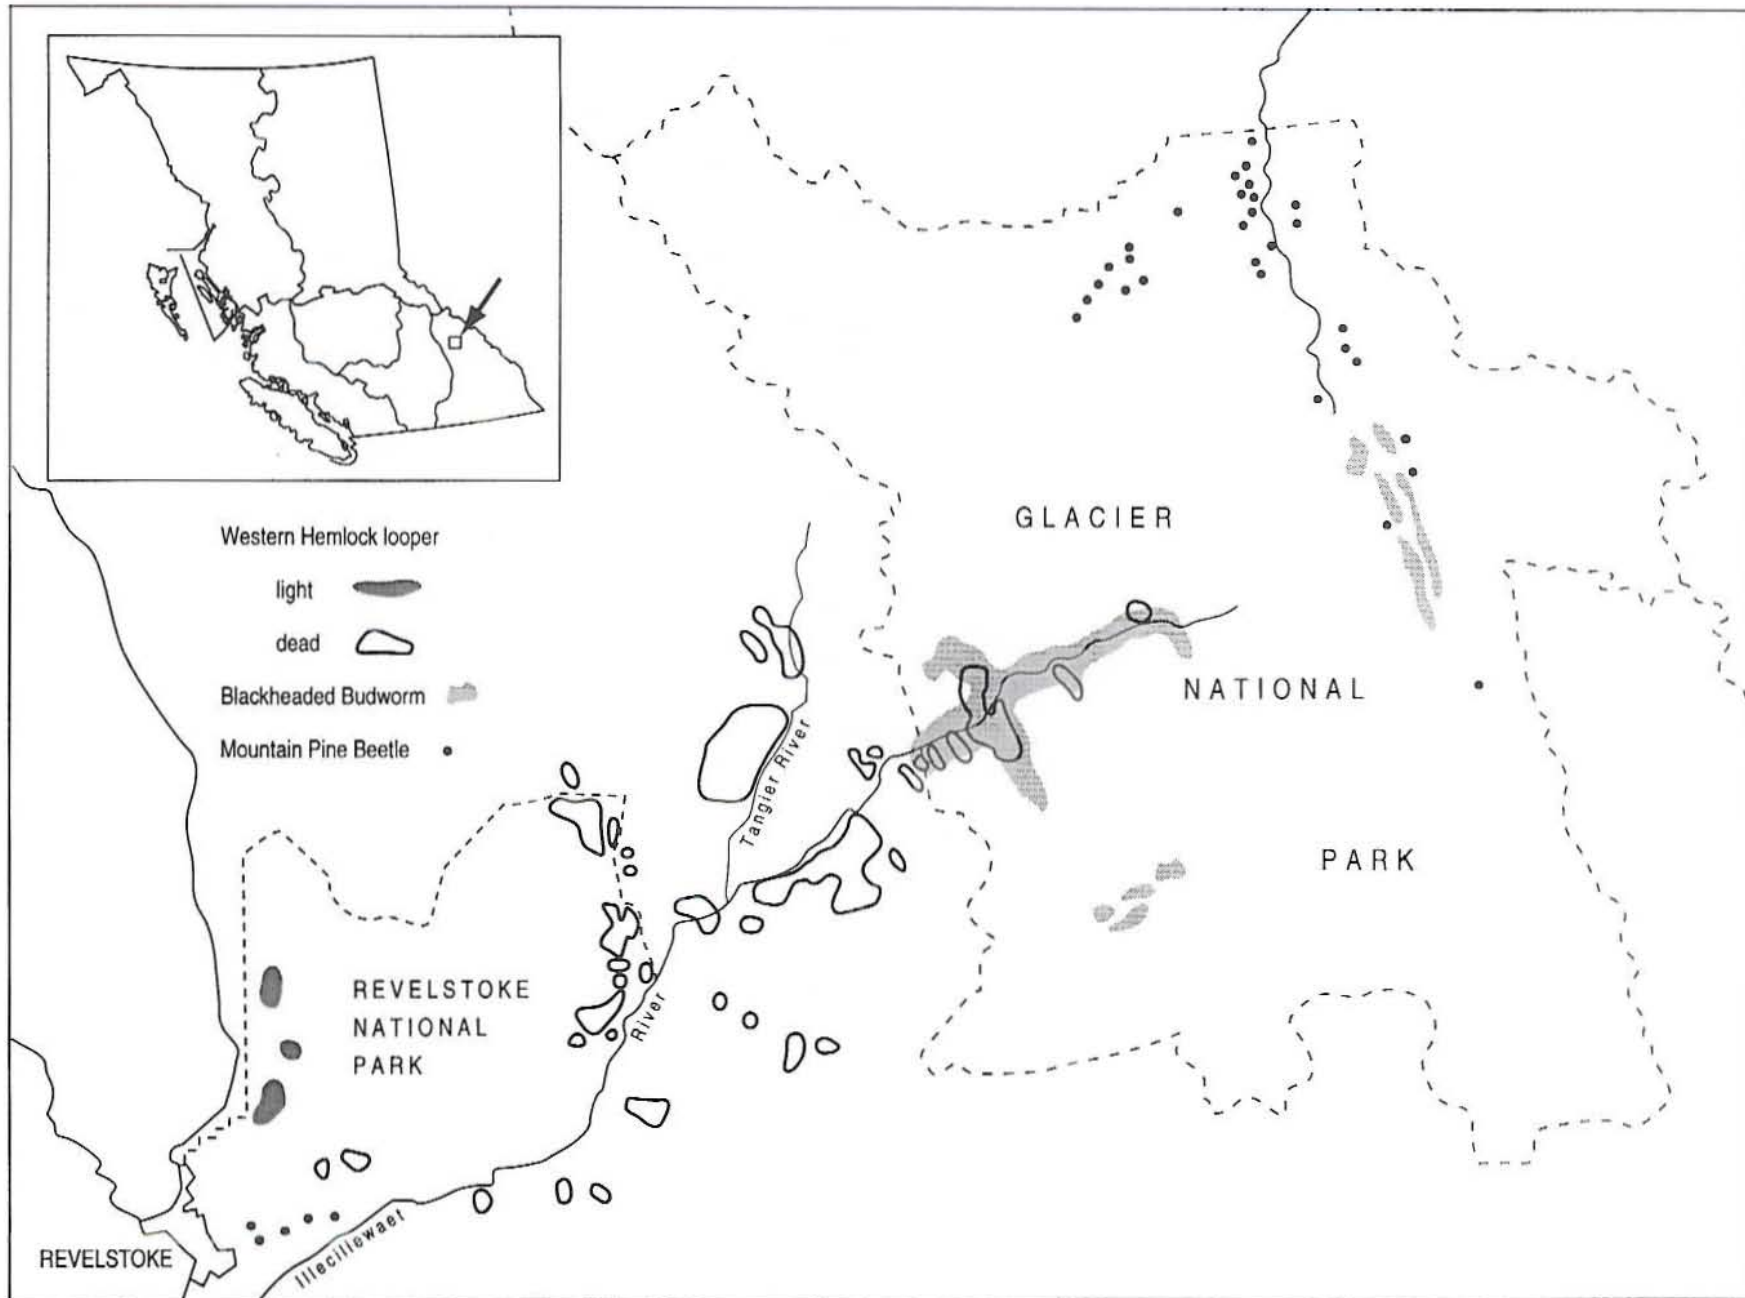 Western Hemlock looper
light
dead
Blackheaded Budworm
Mountain Pine Beetle
GLACIER
NATIONAL
PARK
Tangier River
REVELSTOKE
NATIONAL
PARK
River
Illecillewaet
REVELSTOKE